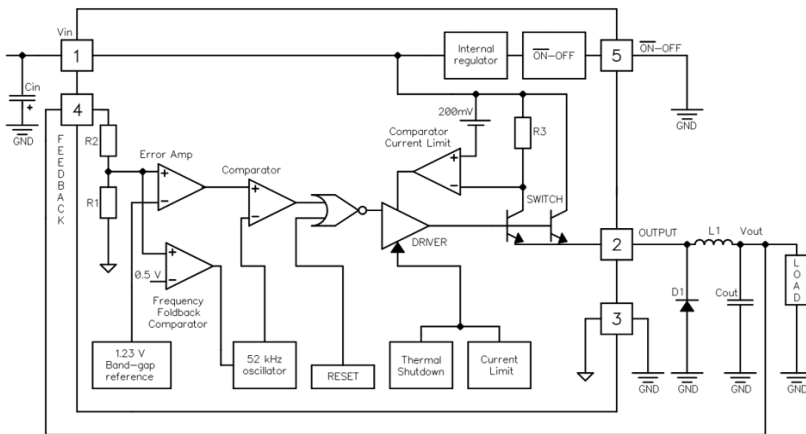 Vin
1
Internal
regulator
ON-OFF
5
ON-OFF
Cin
+
4
GND
FEEDBACK
R2
R1
Error Amp
+
−
Comparator
+
−
200mV
Comparator
Current Limit
+
−
R3
GND
SWITCH
DRIVER
2
OUTPUT
L1
Vout
LOAD
0.5 V
+
−
Frequency
Foldback
Comparator
D1
Cout
3
1.23 V
Band-gap
reference
52 kHz
oscillator
RESET
Thermal
Shutdown
Current
Limit
GND
GND
GND
GND